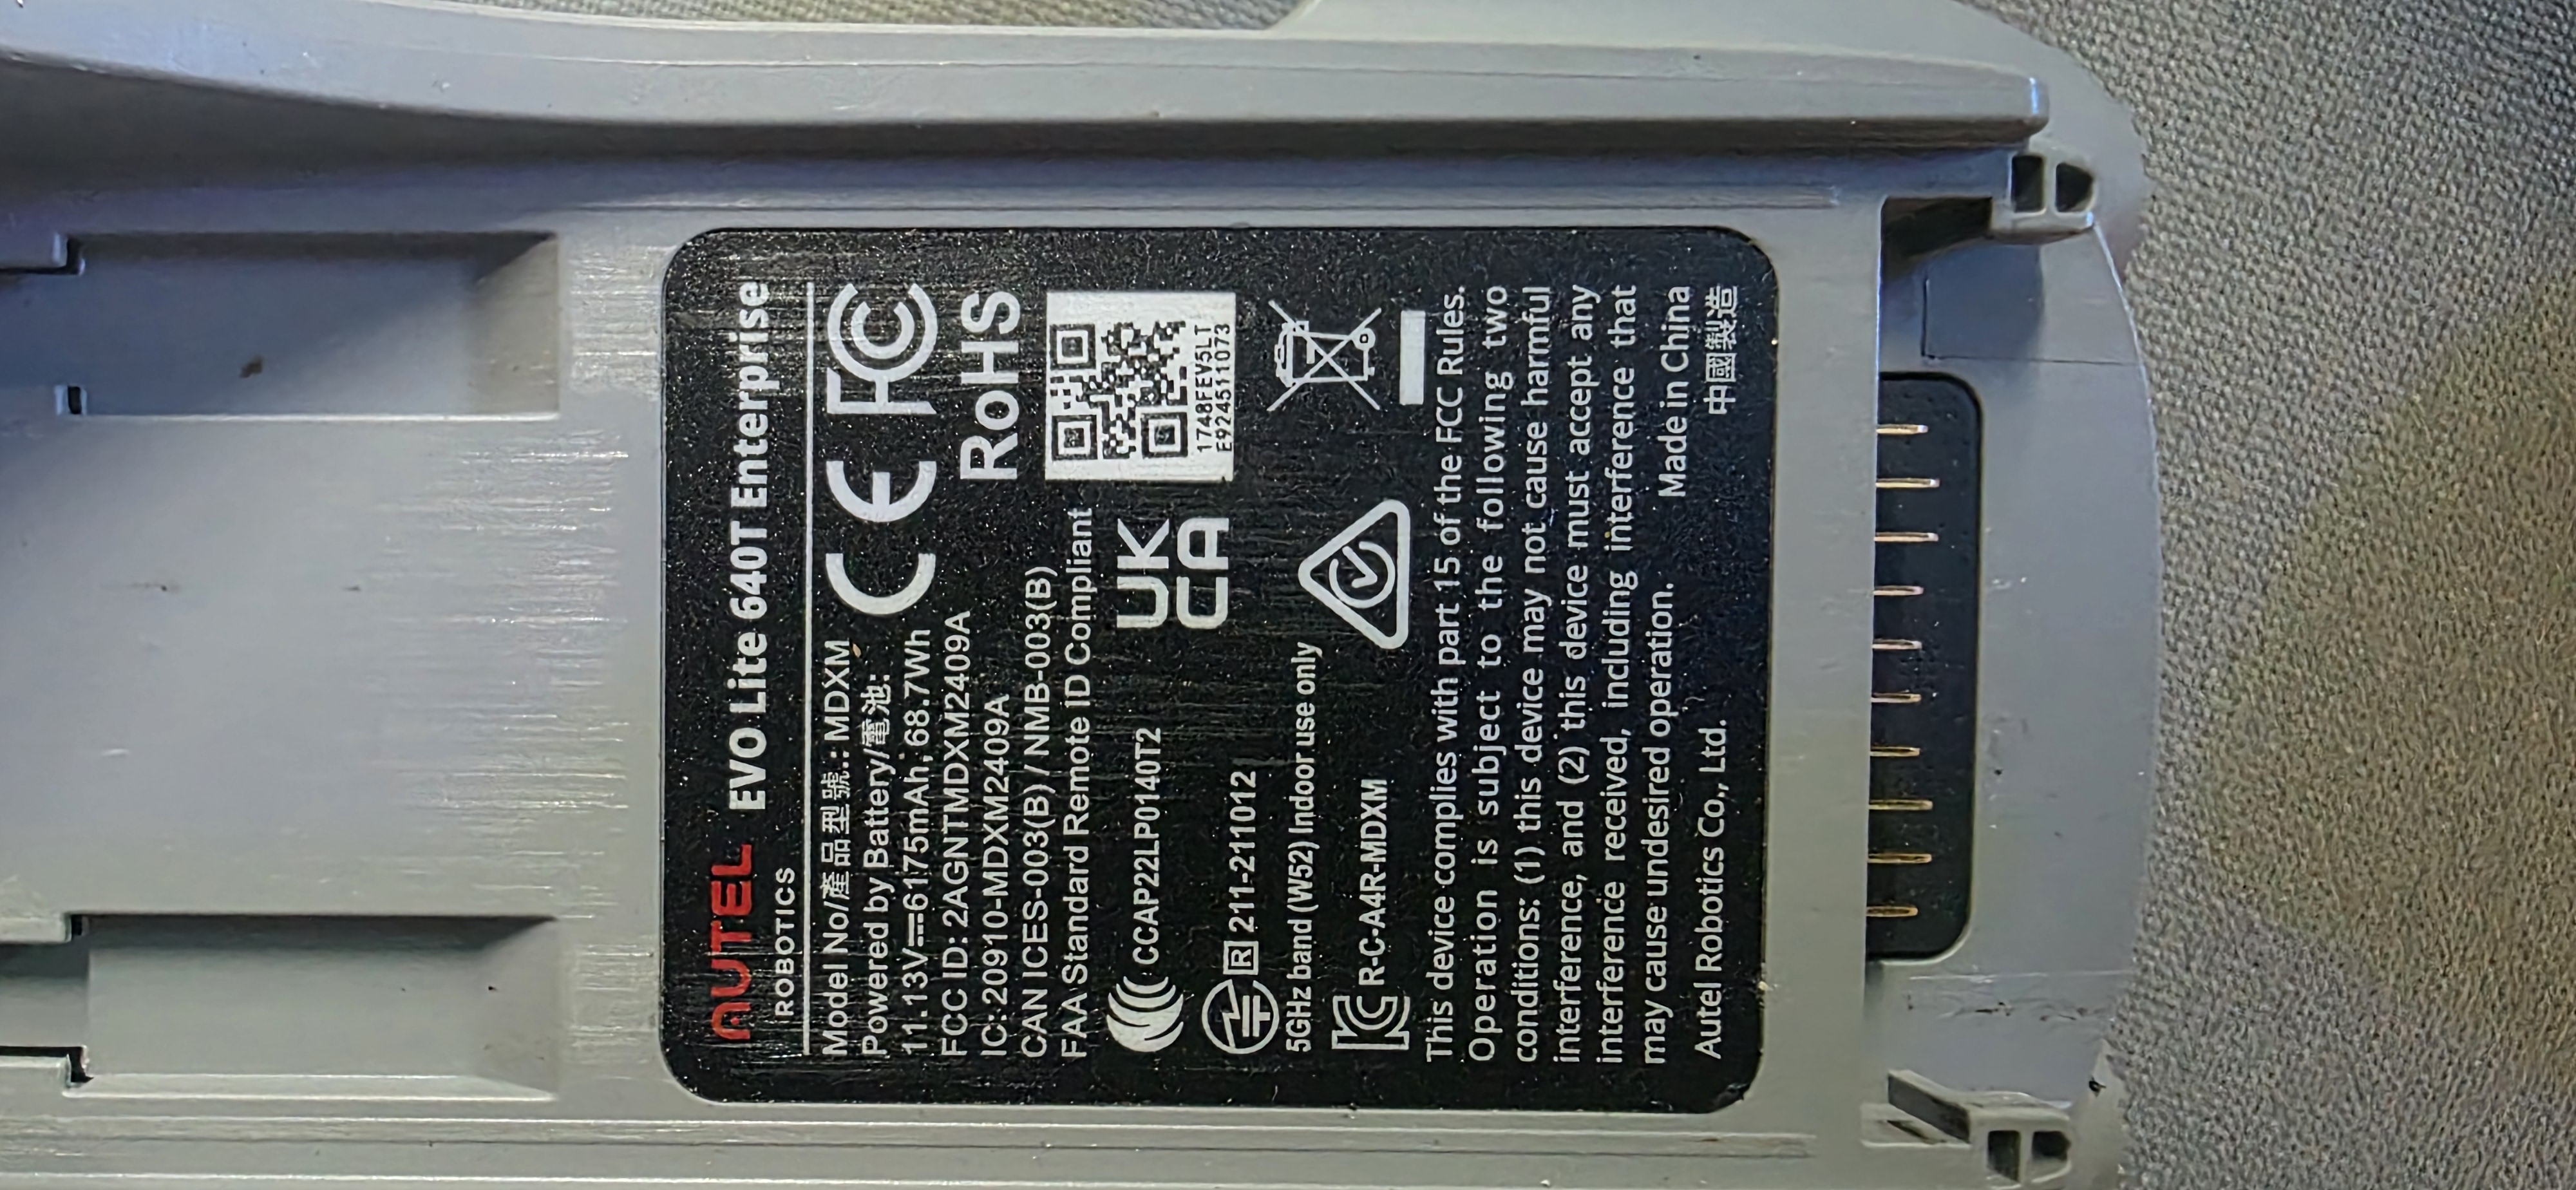 AUTEL
ROBOTICS
EVO Lite 640T Enterprise
Model No/產品型號.: MDXM
Powered by Battery/電池:
11.13V⎓6175mAh, 68.7Wh
FCC ID: 2AGNTMDXM2409A
IC: 20910-MDXM2409A
CAN ICES-003(B) / NMB-003(B)
FAA Standard Remote ID Compliant
CE FC
RoHS
CCAP22LP0140T2
UK
CA
1748FEV5LT
E924511073
R 211-211012
5GHz band (W52) Indoor use only
KC R-C-A4R-MDXM
This device complies with part 15 of the FCC Rules.
Operation is subject to the following two
conditions: (1) this device may not cause harmful
interference, and (2) this device must accept any
interference received, including interference that
may cause undesired operation.
Made in China
Autel Robotics Co., Ltd.
中國製造